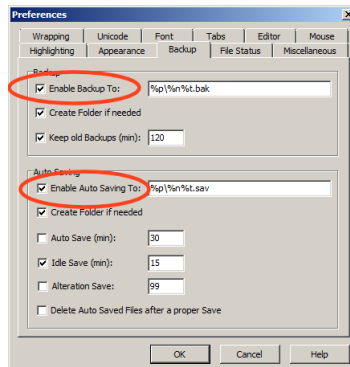 Preferences
Wrapping Unicode Font Tabs Editor Mouse
Highlighting Appearance Backup File Status Miscellaneous
Backup
Enable Backup To: %p\%n%t.bak
Create Folder if needed
Keep old Backups (min): 120
Auto Saving
Enable Auto Saving To: %p\%n%t.sav
Create Folder if needed
Auto Save (min): 30
Idle Save (min): 15
Alteration Save: 99
Delete Auto Saved Files after a proper Save
OK Cancel Help